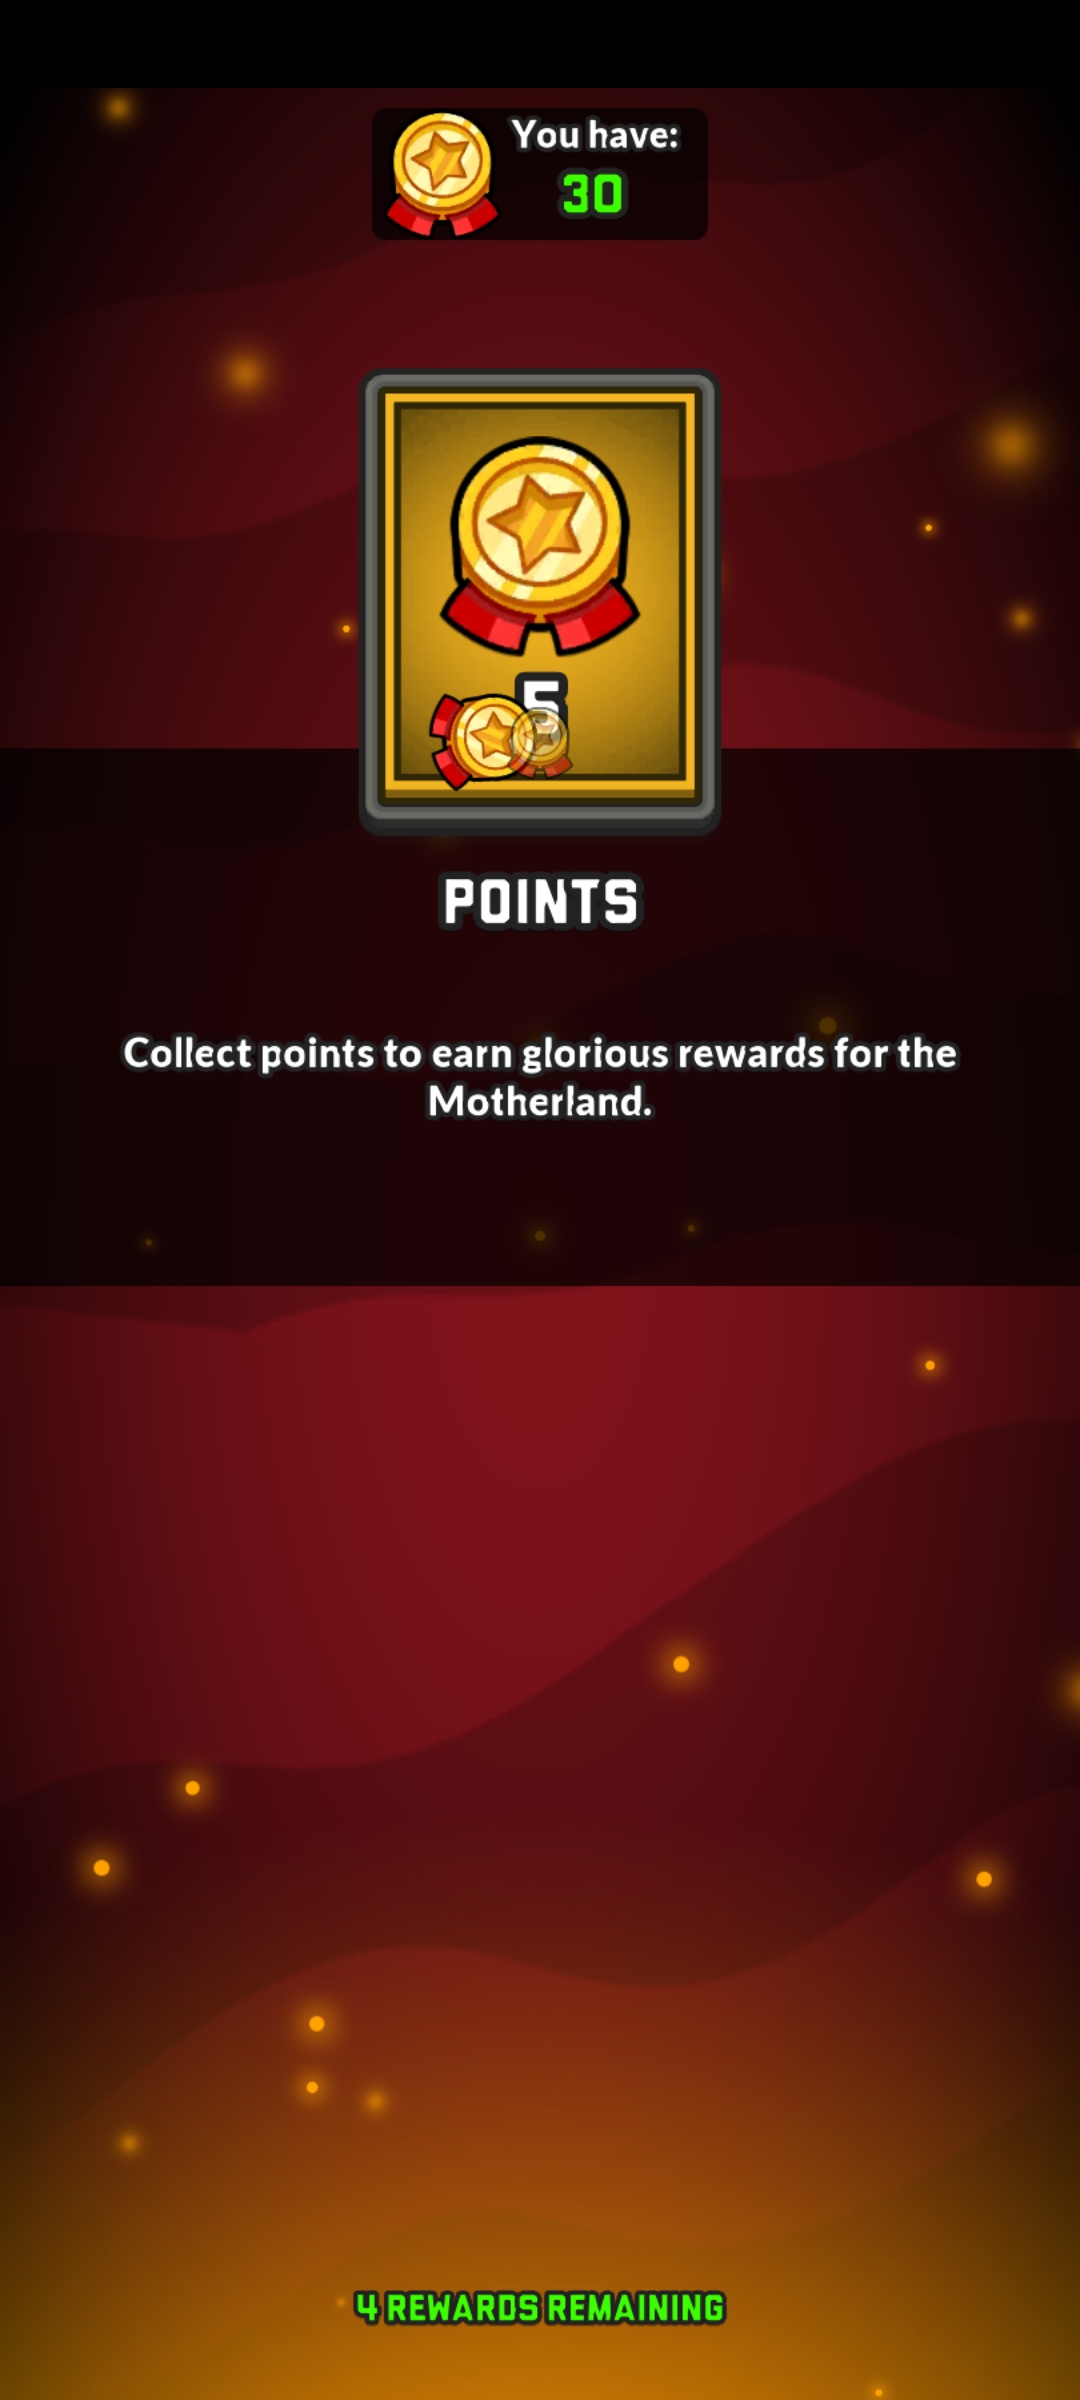 You have:
30
5
POINTS
Collect points to earn glorious rewards for the
Motherland.
4 REWARDS REMAINING